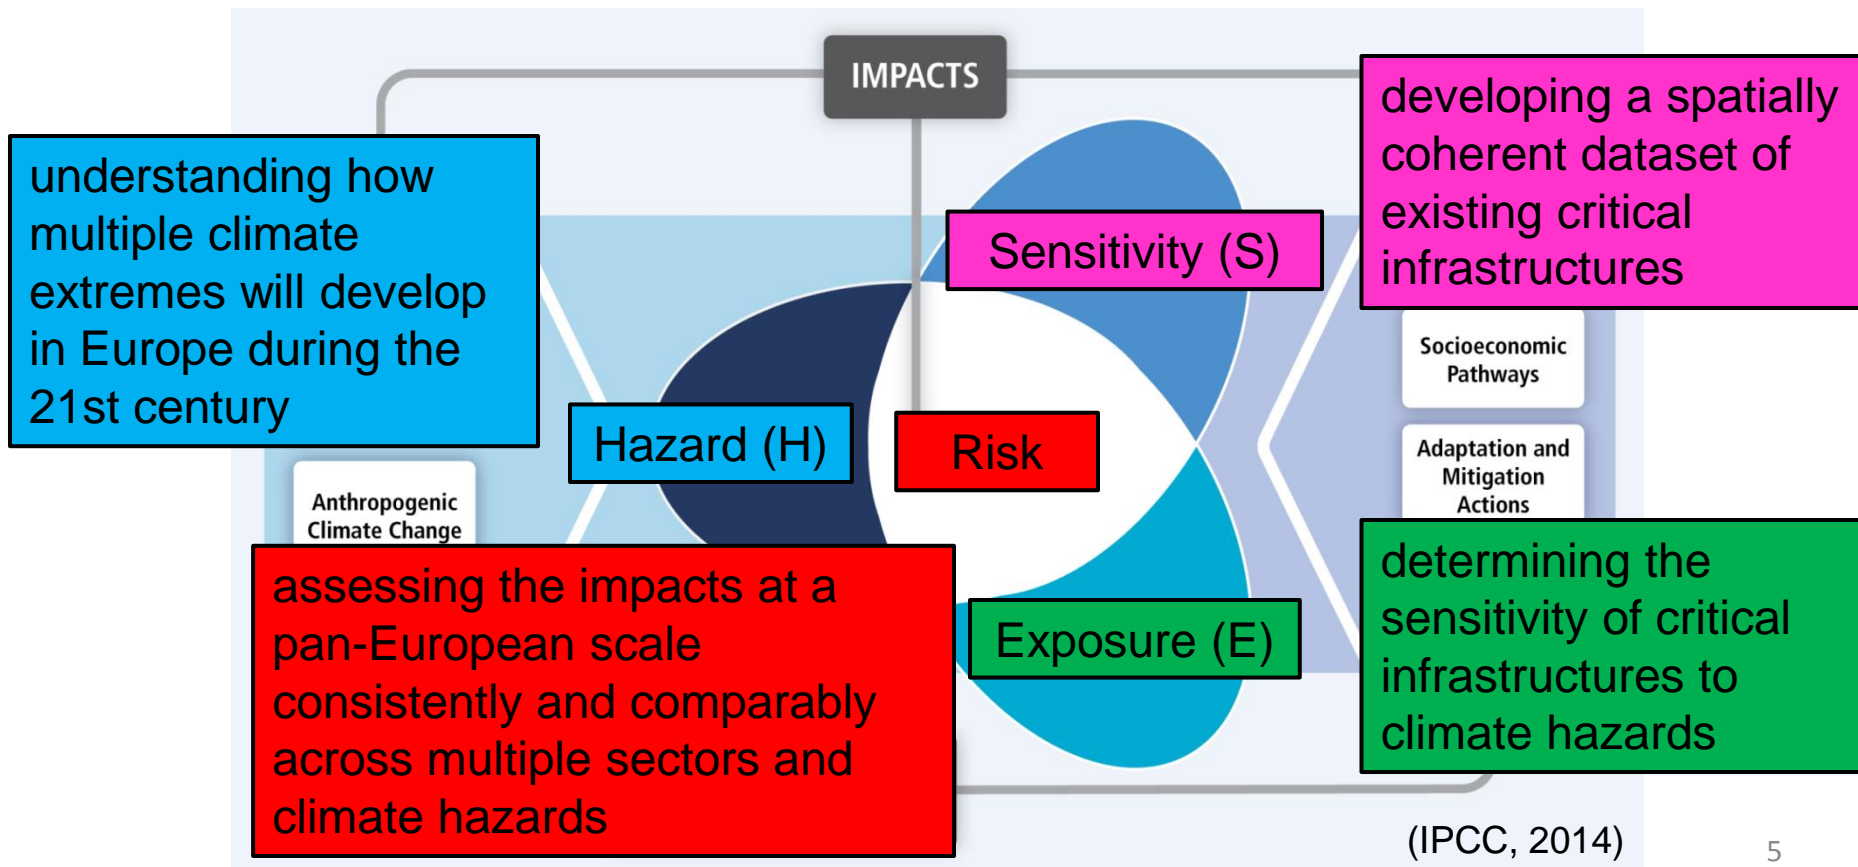 IMPACTS
understanding how
multiple climate
extremes will develop
in Europe during the
21st century
developing a spatially
coherent dataset of
existing critical
infrastructures
Sensitivity (S)
Socioeconomic
Pathways
Hazard (H)
Risk
Adaptation and
Mitigation
Actions
Anthropogenic
Climate Change
assessing the impacts at a
pan-European scale
consistently and comparably
across multiple sectors and
climate hazards
Exposure (E)
determining the
sensitivity of critical
infrastructures to
climate hazards
(IPCC, 2014)
5